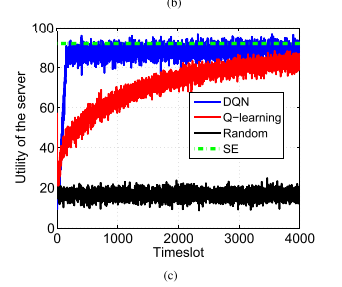 (b)
100
80
60
40
20
0
Utility of the server
DQN
Q-learning
Random
SE
0 1000 2000 3000 4000
Timeslot
(c)